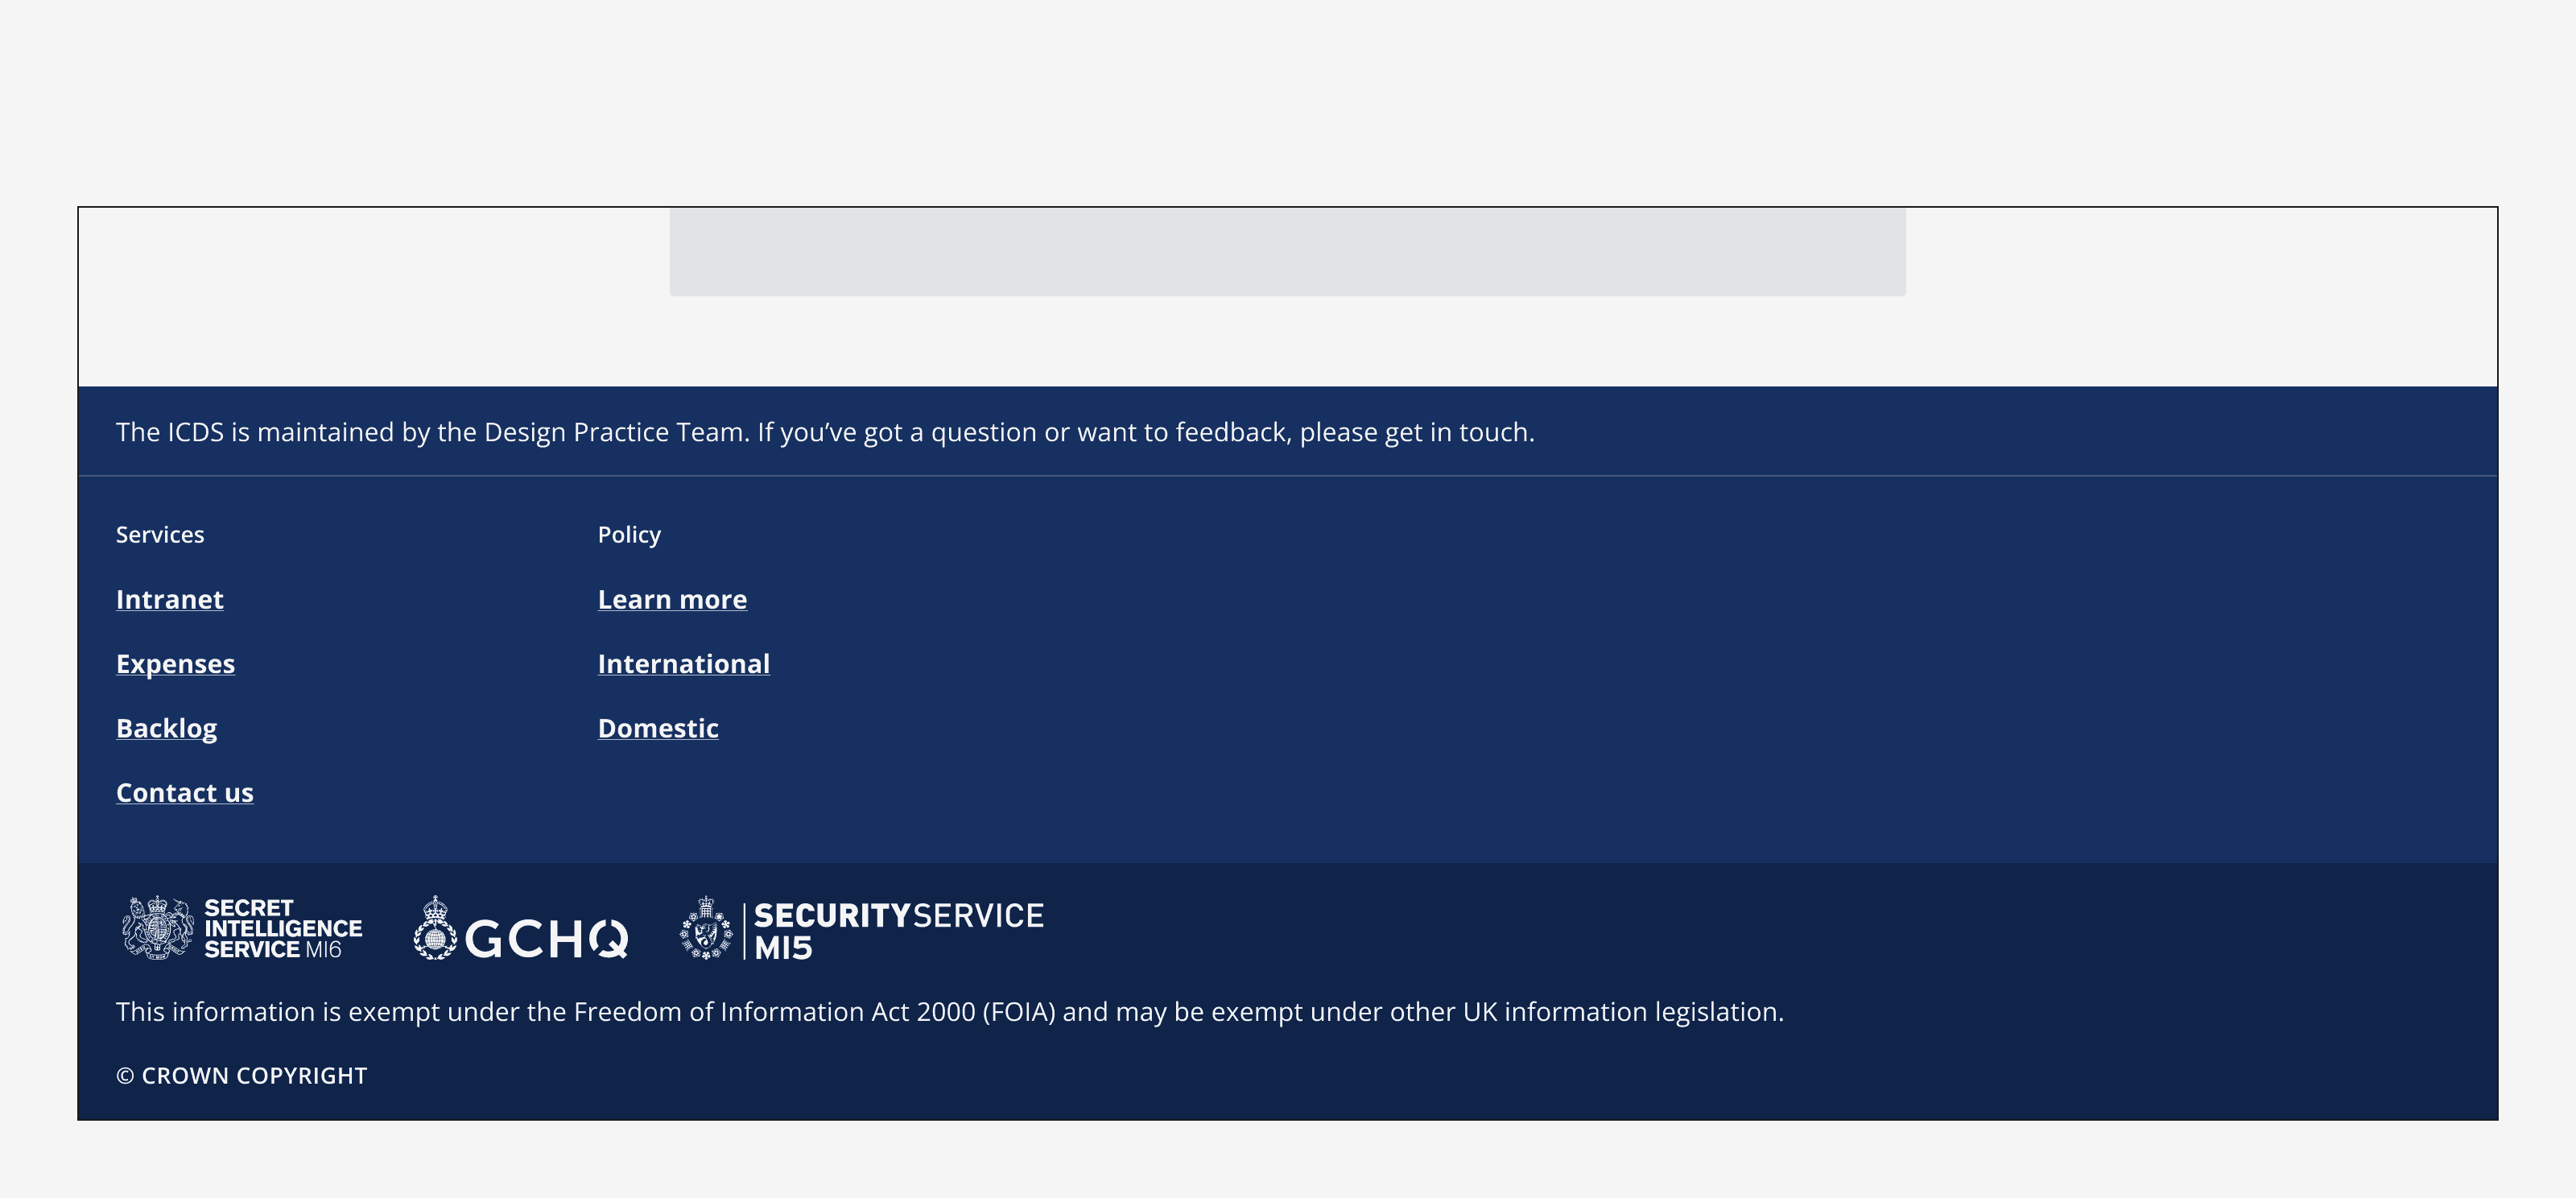 The ICDS is maintained by the Design Practice Team. If you’ve got a question or want to feedback, please get in touch.
Services
Intranet
Expenses
Backlog
Contact us
Policy
Learn more
International
Domestic
SECRET
INTELLIGENCE
SERVICE MI6
GCHQ
SECURITYSERVICE
MI5
This information is exempt under the Freedom of Information Act 2000 (FOIA) and may be exempt under other UK information legislation.
© CROWN COPYRIGHT